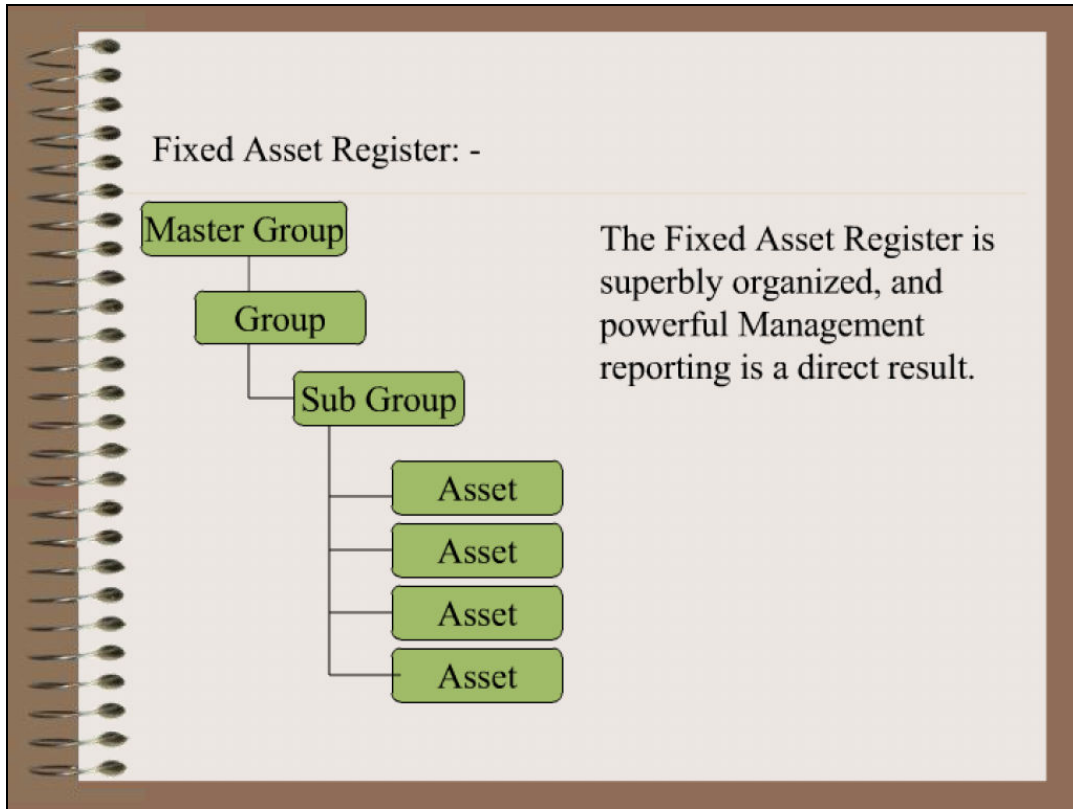 Fixed Asset Register: -
Master Group
Group
Sub Group
Asset
Asset
Asset
Asset
The Fixed Asset Register is
superbly organized, and
powerful Management
reporting is a direct result.